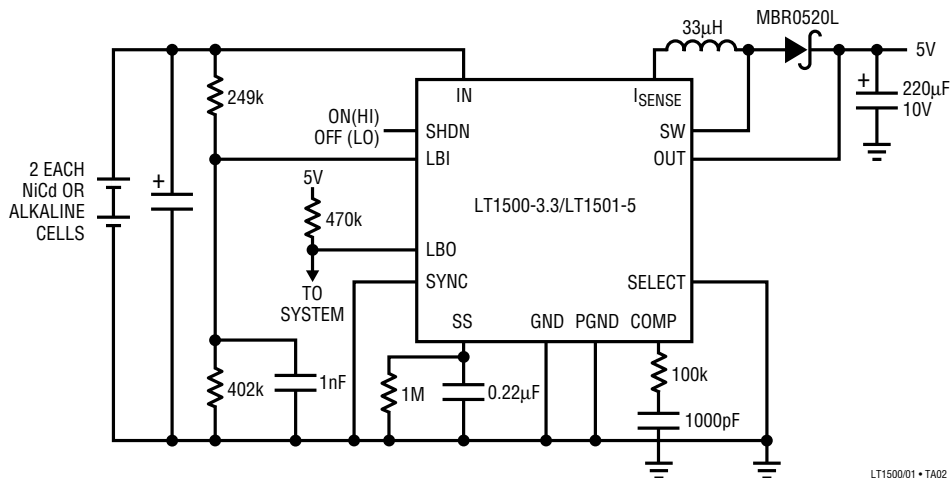 33µH
MBR0520L
5V
220µF
10V
249k
IN
I SENSE
ON(HI)
OFF (LO)
SHDN
SW
LBI
OUT
2 EACH
NiCd OR
ALKALINE
CELLS
+
+
5V
470k
LT1500-3.3/LT1501-5
LBO
TO
SYSTEM
SYNC
SELECT
SS
GND
PGND
COMP
402k
1nF
1M
0.22µF
100k
1000pF
LT1500/01 • TA02